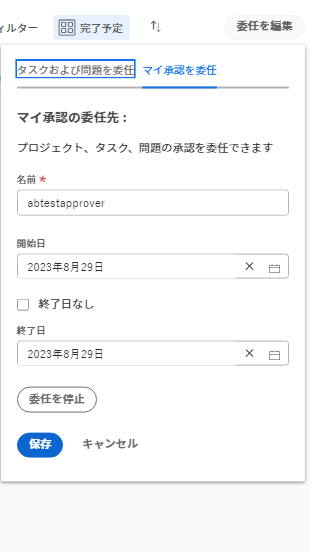 ィルター 完了予定 委任を編集
タスクおよび問題を委任 マイ承認を委任
マイ承認の委任先 :
プロジェクト、タスク、問題の承認を委任できます
名前 *
abtestapprover
開始日
2023年8月29日
終了日なし
終了日
2023年8月29日
委任を停止
保存 キャンセル